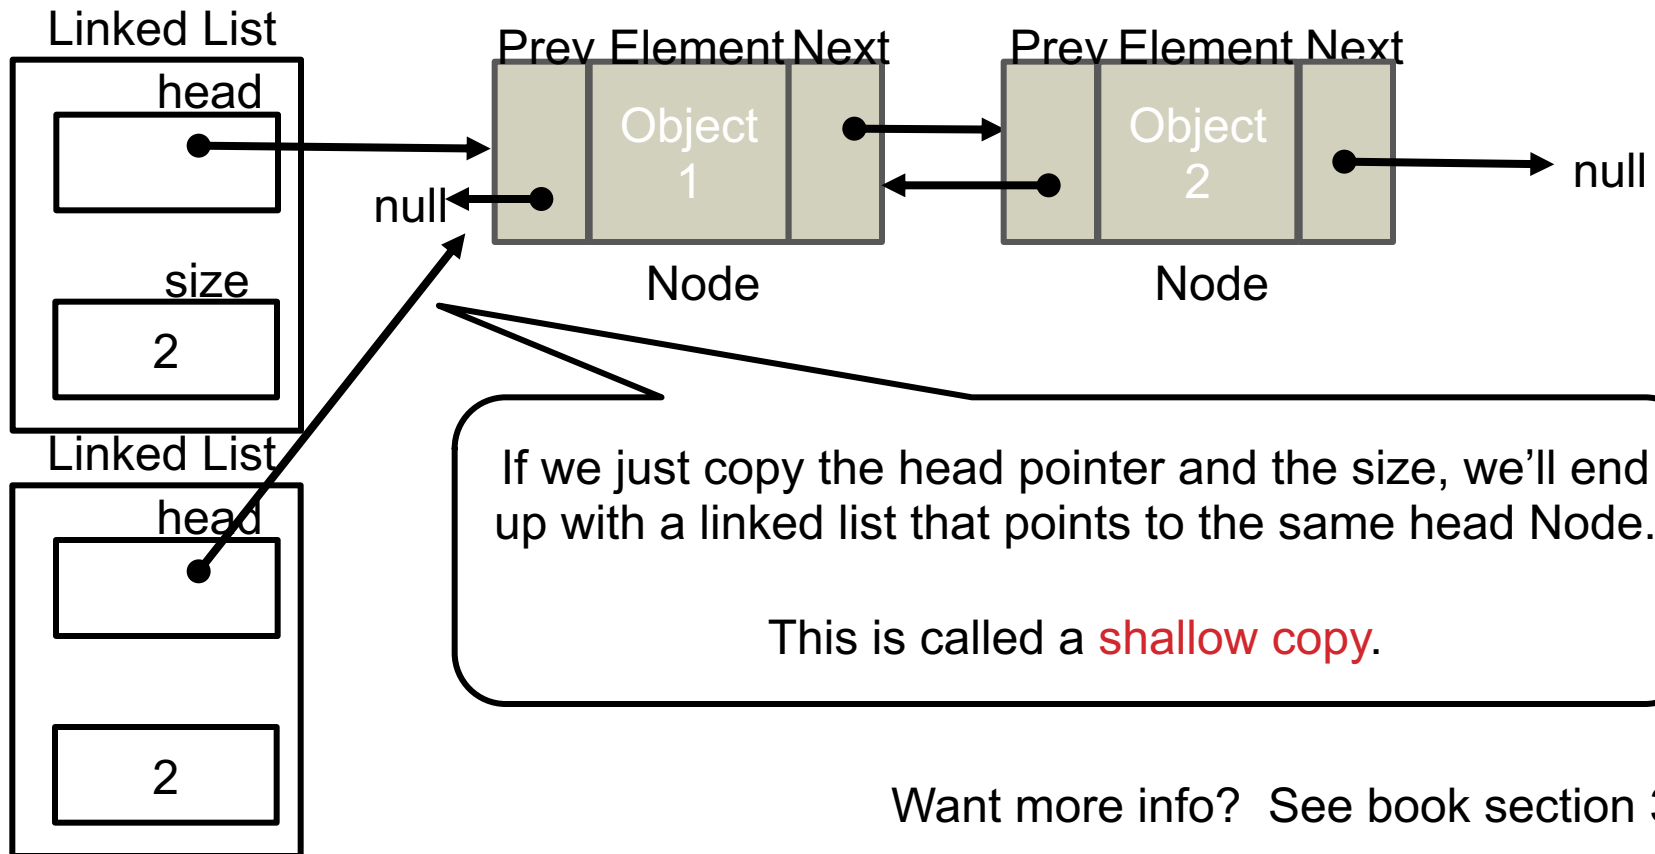 Linked List
head
size
2
Linked List
head
2
null
Prev Element Next
Object
1
Node
Prev Element Next
Object
2
Node
null
If we just copy the head pointer and the size, we’ll end
up with a linked list that points to the same head Node.
This is called a shallow copy.
Want more info? See book section